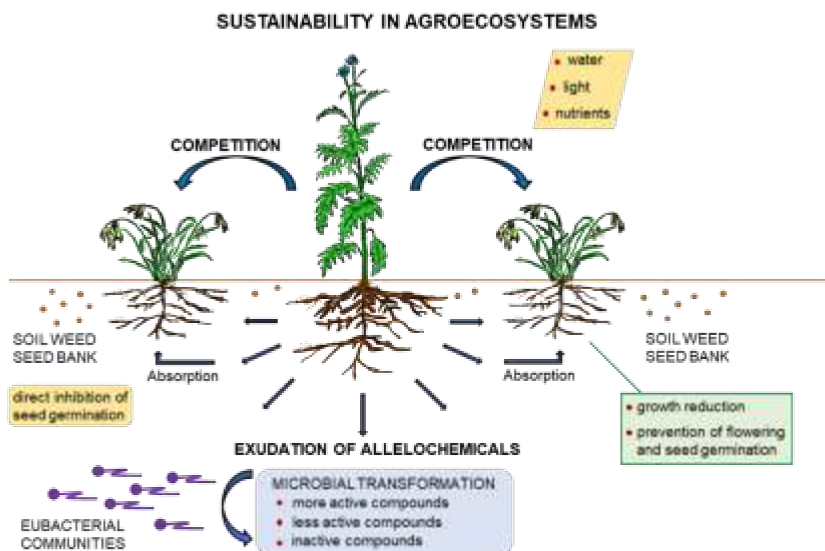 SUSTAINABILITY IN AGROECOSYSTEMS
water
light
nutrients
COMPETITION
COMPETITION
SOIL WEED
SEED BANK
SOIL WEED
SEED BANK
Absorption
Absorption
direct inhibition of
seed germination
growth reduction
prevention of flowering
and seed germination
EXUDATION OF ALLELOCHEMICALS
MICROBIAL TRANSFORMATION
more active compounds
less active compounds
inactive compounds
EUBACTERIAL
COMMUNITIES